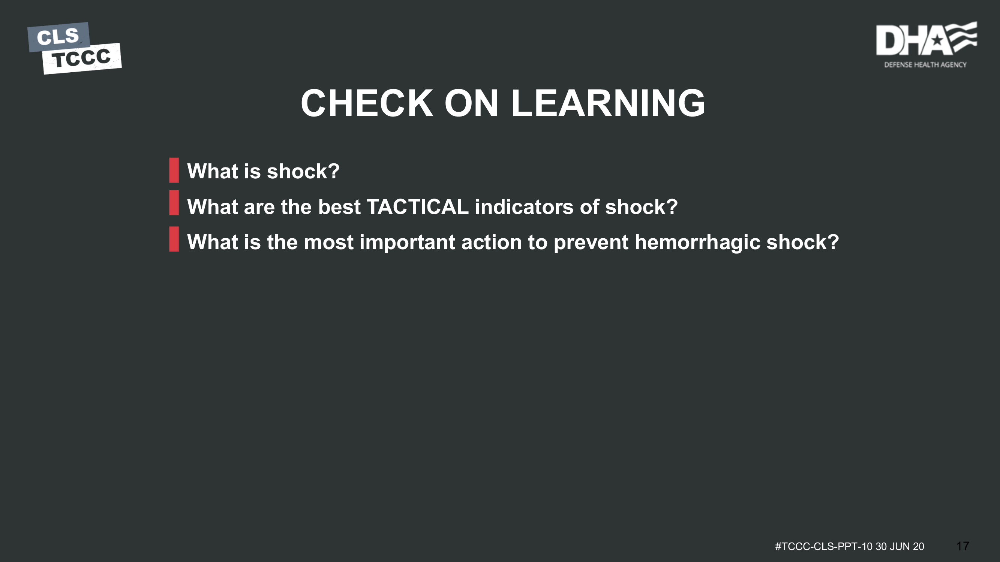 CLS
TCCC
DHA
DEFENSE HEALTH AGENCY
CHECK ON LEARNING
What is shock?
What are the best TACTICAL indicators of shock?
What is the most important action to prevent hemorrhagic shock?
#TCCC-CLS-PPT-10 30 JUN 20
17